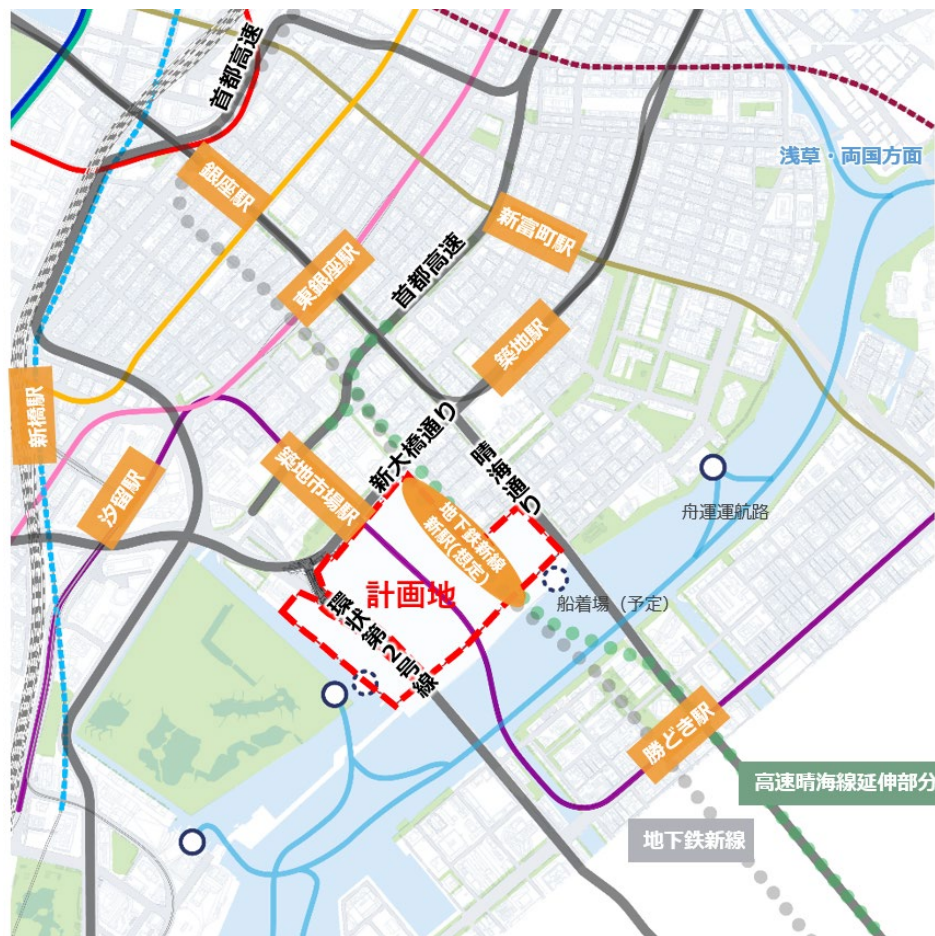 首都高速
浅草・両国方面
銀座駅
新富町駅
東銀座駅
首都高速
築地駅
新橋駅
新大橋通り
晴海通り
築地市場駅
汐留駅
地下鉄新線
新駅(想定)
舟運運航路
計画地
船着場（予定）
環状第2号線
勝どき駅
高速晴海線延伸部分
地下鉄新線